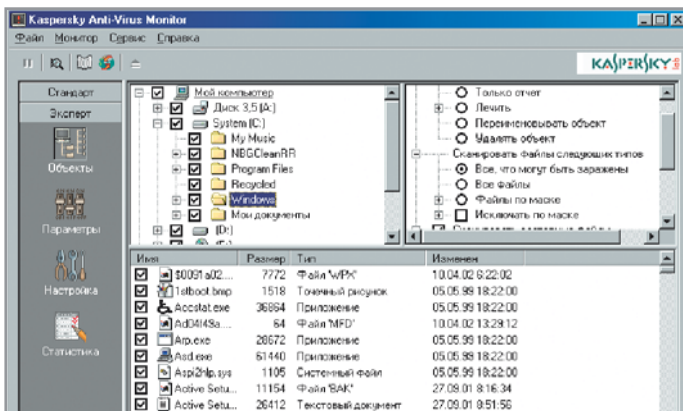 Kaspersky Anti-Virus Monitor
Файл Монитор Сервис Справка
KASPERSKY
Стандарт
Эксперт
Объекты
Параметры
Настройка
Статистика
Мой компьютер
Диск 3,5 (A:)
System (C:)
My Music
NBGCleanRR
Program Files
Recycled
Windows
Мои документы
(D:)
Только отчет
Лечить
Переименовывать объект
Удалять объект
Сканировать файлы следующих типов
Все, что могут быть заражены
Все файлы
Файлы по маске
Исключать по маске
Имя Размер Тип Изменен
$0091a02.... 7772 Файл 'WPX' 10.04.02 6:22:02
1stboot.bmp 1518 Точечный рисунок 05.05.99 18:22:00
Accstat.exe 36864 Приложение 05.05.99 18:22:00
Ad04f49a.... 64 Файл 'MFD' 10.04.02 13:29:12
Arp.exe 28672 Приложение 05.05.99 18:22:00
Asd.exe 61440 Приложение 05.05.99 18:22:00
Aspi2hlp.sys 1105 Системный файл 05.05.99 18:22:00
Active Setu... 11154 Файл 'BAK' 27.09.01 8:16:34
Active Setu... 26412 Текстовый документ 27.09.01 8:51:56